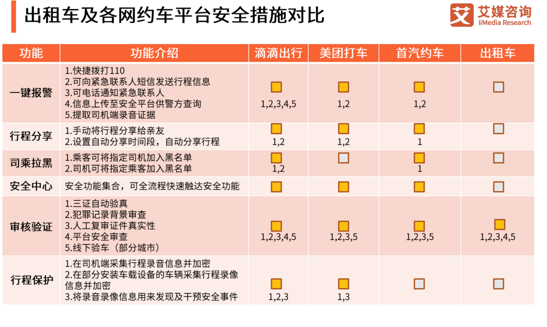 出租车及各网约车平台安全措施对比
艾媒咨询
iiMedia Research
功能 功能介绍 滴滴出行 美团打车 首汽约车 出租车
一键报警
1.快捷拨打110
2.可向紧急联系人短信发送行程信息
3.可电话通知紧急联系人
4.信息上传至安全平台供警方查询
5.提取司机端录音证据
1,2,3,4,5 1,2 1,2
行程分享
1.手动将行程分享给亲友
2.设置自动分享时间段，自动分享行程
1,2 1,2 1
司乘拉黑
1.乘客可将指定司机加入黑名单
2.司机可将指定乘客加入黑名单
1,2 1
安全中心 安全功能集合，可全流程快速触达安全功能
审核验证
1.三证自动验真
2.犯罪记录背景审查
3.人工复审证件真实性
4.平台安全审查
5.线下验车（部分城市）
1,2,3,4,5 1,2,3,5 1,2,3,5 1,2,3,4,5
行程保护
1.在司机端采集行程录音信息并加密
2.在部分安装车载设备的车辆采集行程录像
信息并加密
3.将录音录像信息用来发现及干预安全事件
1,2,3 1,3